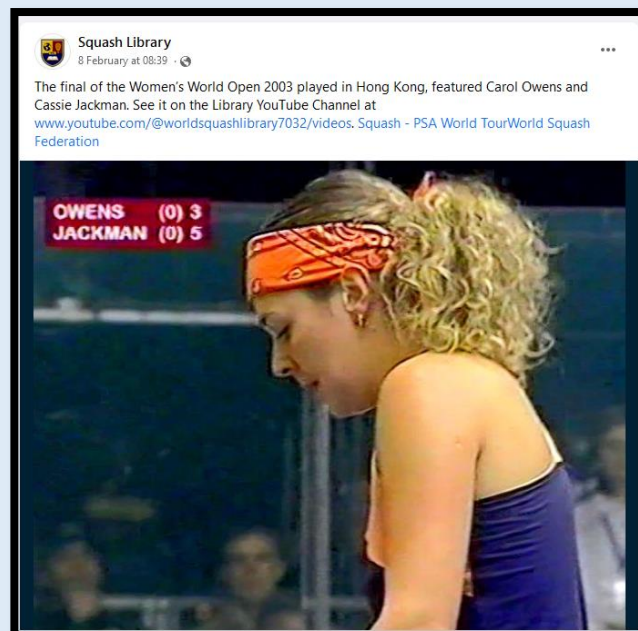 Squash Library
8 February at 08:39 ·
The final of the Women's World Open 2003 played in Hong Kong, featured Carol Owens and
Cassie Jackman. See it on the Library YouTube Channel at
www.youtube.com/@worldsquashlibrary7032/videos. Squash - PSA World TourWorld Squash
Federation
OWENS (0) 3
JACKMAN (0) 5